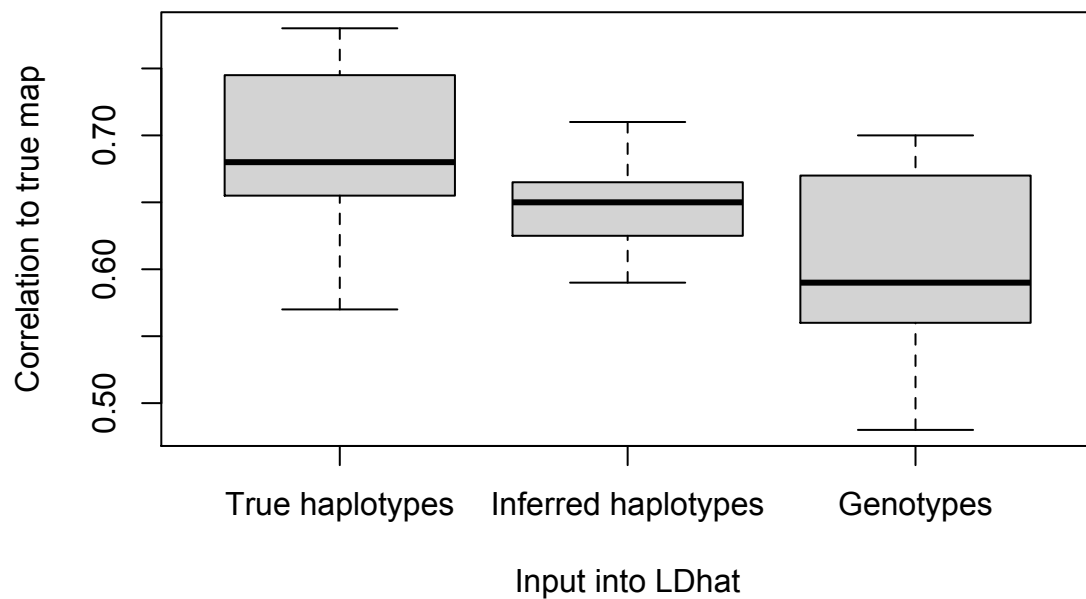 Correlation to true map
0.70
0.60
0.50
True haplotypes
Inferred haplotypes
Genotypes
Input into LDhat